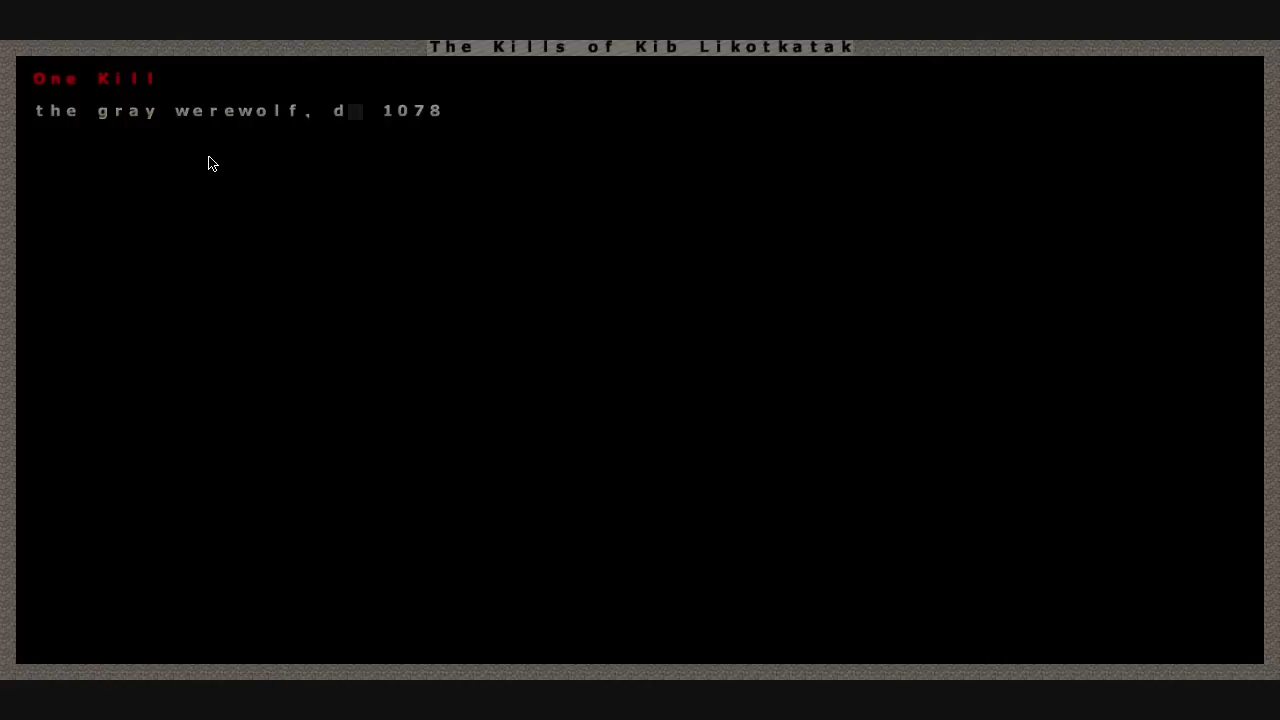 The Kills of Kib Likotkatak
One Kill
the gray werewolf, d 1078